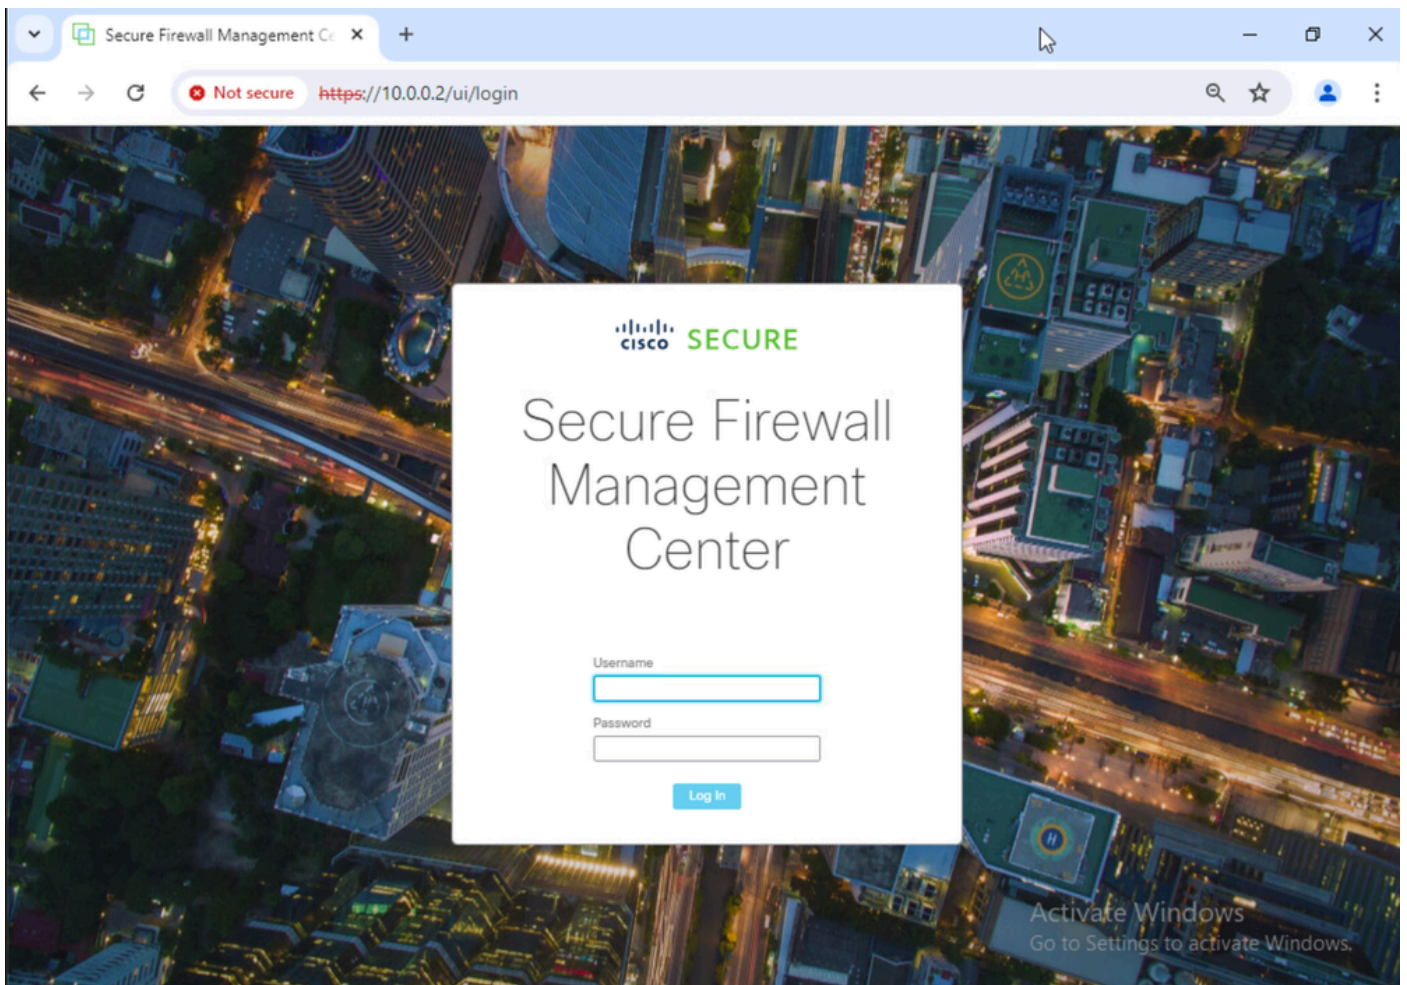 Secure Firewall Management Ce
Not secure https://10.0.0.2/ui/login
CISCO SECURE
Secure Firewall
Management
Center
Username
Password
Log In
H
Activate Windows
Go to Settings to activate Windows.